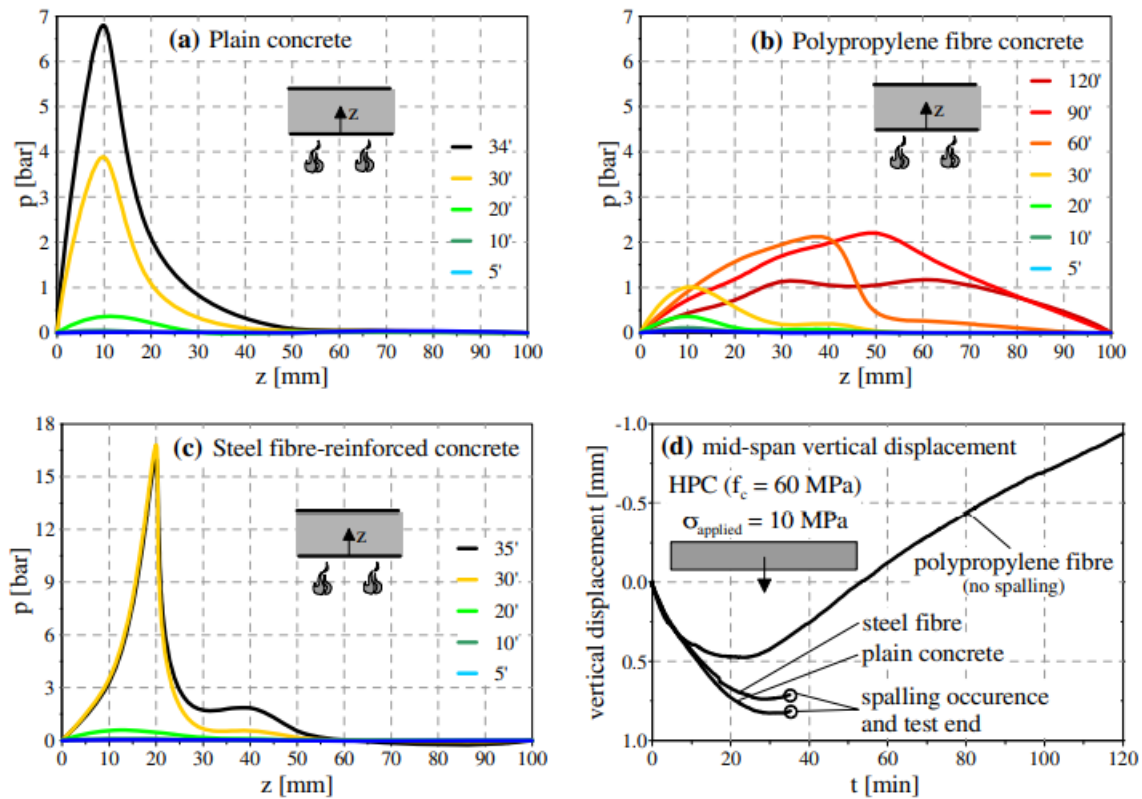 (a) Plain concrete
p [bar]
7
6
5
4
3
2
1
0
z
34'
30'
20'
10'
5'
0 10 20 30 40 50 60 70 80 90 100
z [mm]
(b) Polypropylene fibre concrete
p [bar]
7
6
5
4
3
2
1
0
z
120'
90'
60'
30'
20'
10'
5'
0 10 20 30 40 50 60 70 80 90 100
z [mm]
(c) Steel fibre-reinforced concrete
p [bar]
18
15
12
9
6
3
0
z
35'
30'
20'
10'
5'
0 10 20 30 40 50 60 70 80 90 100
z [mm]
(d) mid-span vertical displacement
vertical displacement [mm]
-1.0
-0.5
0.0
0.5
1.0
HPC (fc = 60 MPa)
σapplied = 10 MPa
polypropylene fibre
(no spalling)
steel fibre
plain concrete
spalling occurence
and test end
0 20 40 60 80 100 120
t [min]